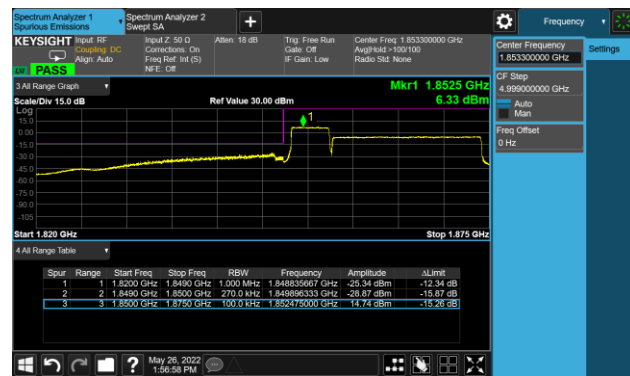 Spectrum Analyzer 1
Spurious Emissions
Spectrum Analyzer 2
Swept SA
Frequency
KEYSIGHT
Input: RF
Coupling: DC
Align: Auto
Input Z: 50 Ω
Corrections: On
Freq Ref: Int (S)
NFE: Off
Atten: 18 dB
Trig: Free Run
Gate: Off
IF Gain: Low
Center Freq: 1.853300000 GHz
Avg|Hold:>100/100
Radio Std: None
LW PASS
Center Frequency
1.853300000 GHz
Settings
CF Step
4.999000000 GHz
Auto
Man
Freq Offset
0 Hz
3 All Range Graph
Mkr1 1.8525 GHz
Scale/Div 15.0 dB
Ref Value 30.00 dBm
6.33 dBm
Log
15.0
0.00
-15.0
-30.0
-45.0
-60.0
-75.0
-90.0
-105
1
Start 1.820 GHz
Stop 1.875 GHz
4 All Range Table
Spur Range Start Freq Stop Freq RBW Frequency Amplitude ΔLimit
1 1 1.8200 GHz 1.8490 GHz 1.000 MHz 1.848835667 GHz -25.34 dBm -12.34 dB
2 2 1.8490 GHz 1.8500 GHz 270.0 kHz 1.849896333 GHz -28.87 dBm -15.87 dB
3 3 1.8500 GHz 1.8750 GHz 100.0 kHz 1.852475000 GHz 14.74 dBm -15.26 dB
May 26, 2022
1:56:58 PM